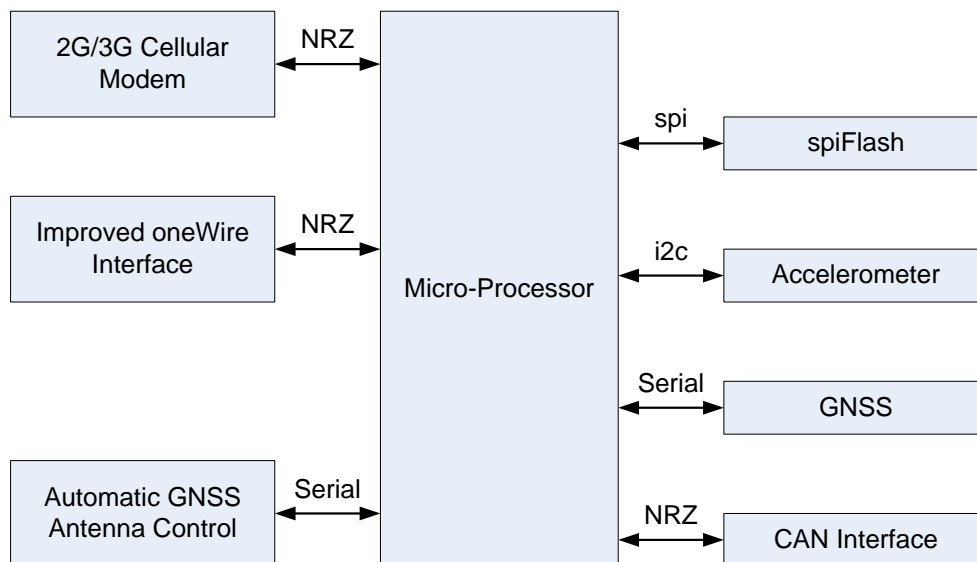 2G/3G Cellular
Modem
NRZ
Improved oneWire
Interface
NRZ
Automatic GNSS
Antenna Control
Serial
Micro-Processor
spi
spiFlash
i2c
Accelerometer
Serial
GNSS
NRZ
CAN Interface